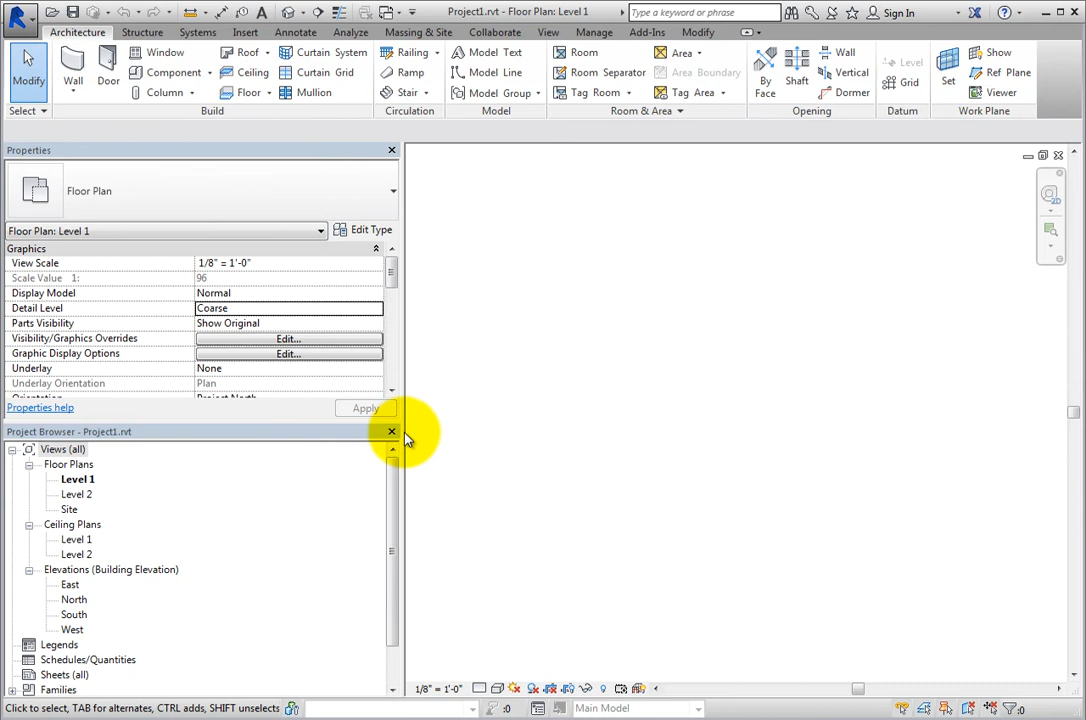 Project1.rvt - Floor Plan: Level 1
Type a keyword or phrase
Sign In
Architecture Structure Systems Insert Annotate Analyze Massing & Site Collaborate View Manage Add-Ins Modify
Modify Wall Door Window Component Column Roof Ceiling Floor Curtain System Curtain Grid Mullion
Railing Ramp Stair
Model Text Model Line Model Group
Room Room Separator Tag Room Area Area Boundary Tag Area
By Face Shaft Wall Vertical Dormer
Level Grid
Set Show Ref Plane Viewer
Select Build Circulation Model Room & Area Opening Datum Work Plane
Properties
Floor Plan
Floor Plan: Level 1 Edit Type
Graphics
View Scale 1/8" = 1'-0"
Scale Value 1: 96
Display Model Normal
Detail Level Coarse
Parts Visibility Show Original
Visibility/Graphics Overrides Edit...
Graphic Display Options Edit...
Underlay None
Underlay Orientation Plan
Orientation Project North
Properties help Apply
Project Browser - Project1.rvt
Views (all)
Floor Plans
Level 1
Level 2
Site
Ceiling Plans
Level 1
Level 2
Elevations (Building Elevation)
East
North
South
West
Legends
Schedules/Quantities
Sheets (all)
Families
1/8" = 1'-0"
Click to select, TAB for alternates, CTRL adds, SHIFT unselects :0 Main Model :0